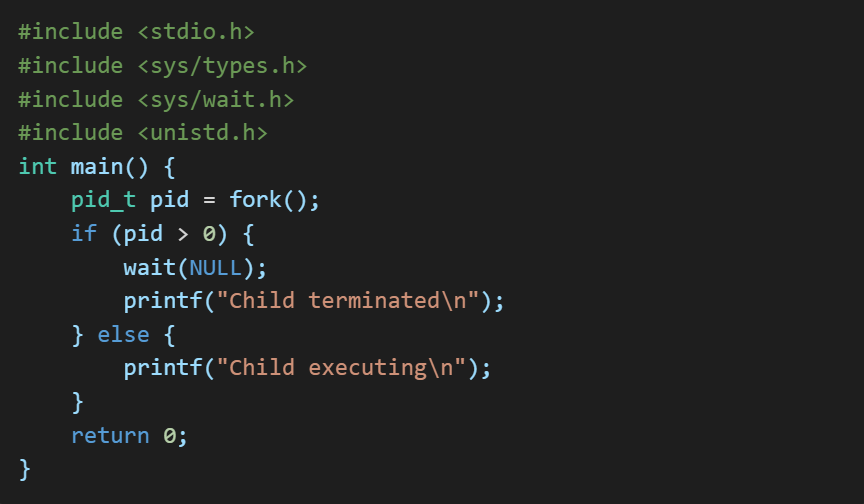 #include <stdio.h>
#include <sys/types.h>
#include <sys/wait.h>
#include <unistd.h>
int main() {
    pid_t pid = fork();
    if (pid > 0) {
        wait(NULL);
        printf("Child terminated\n");
    } else {
        printf("Child executing\n");
    }
    return 0;
}